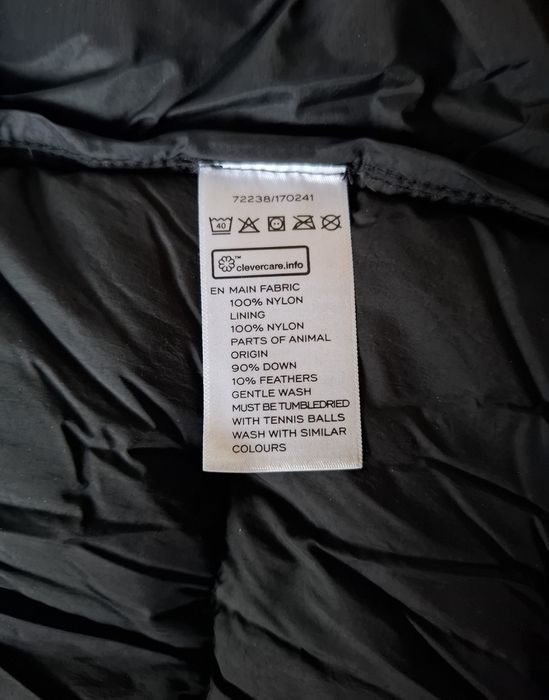 72238/170241
40
™
clevercare.info
EN MAIN FABRIC
100% NYLON
LINING
100% NYLON
PARTS OF ANIMAL
ORIGIN
90% DOWN
10% FEATHERS
GENTLE WASH
MUST BE TUMBLEDRIED
WITH TENNIS BALLS
WASH WITH SIMILAR
COLOURS